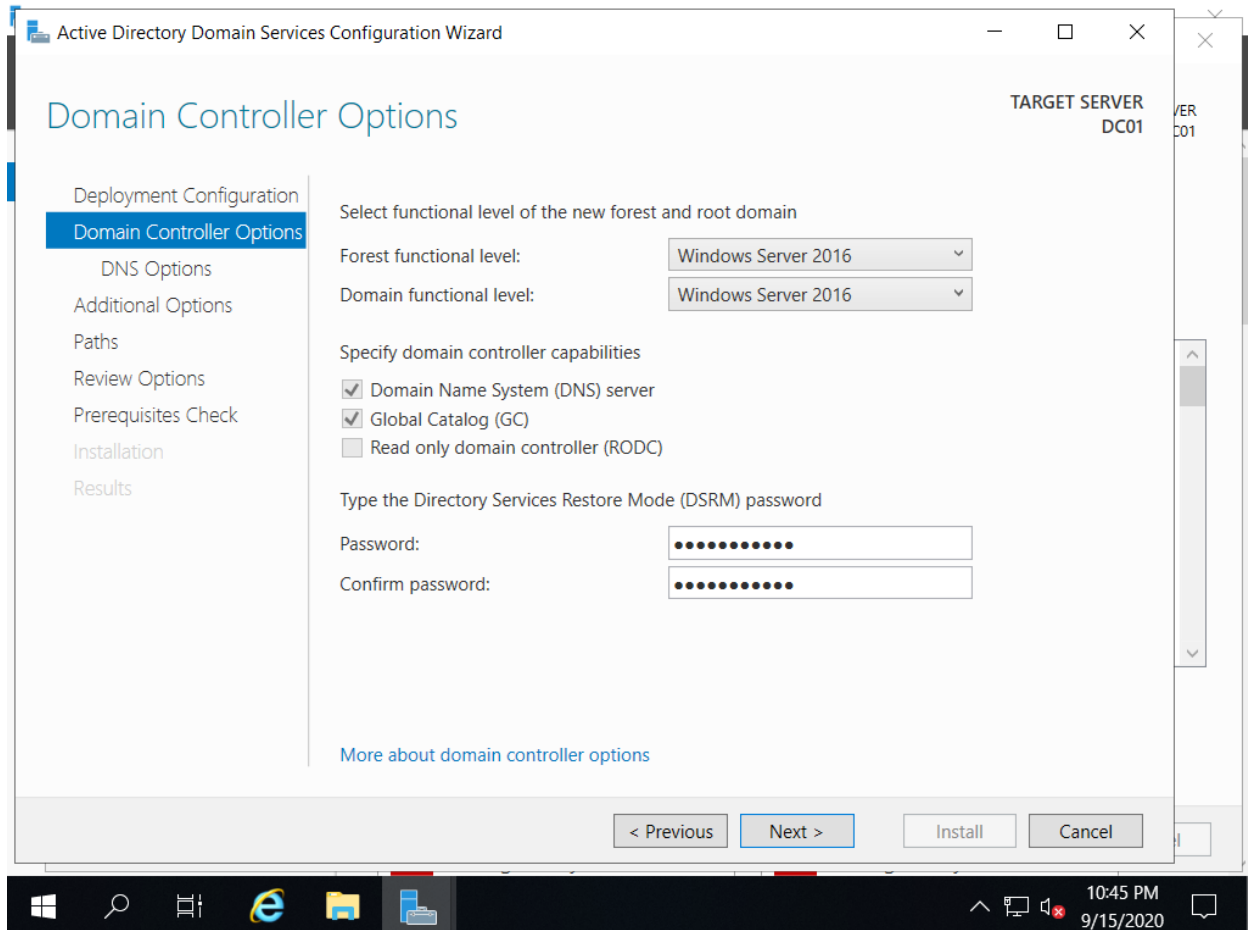 Active Directory Domain Services Configuration Wizard
Domain Controller Options
TARGET SERVER
DC01
VER
C01
Deployment Configuration
Domain Controller Options
DNS Options
Additional Options
Paths
Review Options
Prerequisites Check
Installation
Results
Select functional level of the new forest and root domain
Forest functional level: Windows Server 2016
Domain functional level: Windows Server 2016
Specify domain controller capabilities
Domain Name System (DNS) server
Global Catalog (GC)
Read only domain controller (RODC)
Type the Directory Services Restore Mode (DSRM) password
Password: ●●●●●●●●●●●
Confirm password: ●●●●●●●●●●●
More about domain controller options
< Previous Next > Install Cancel
10:45 PM
9/15/2020